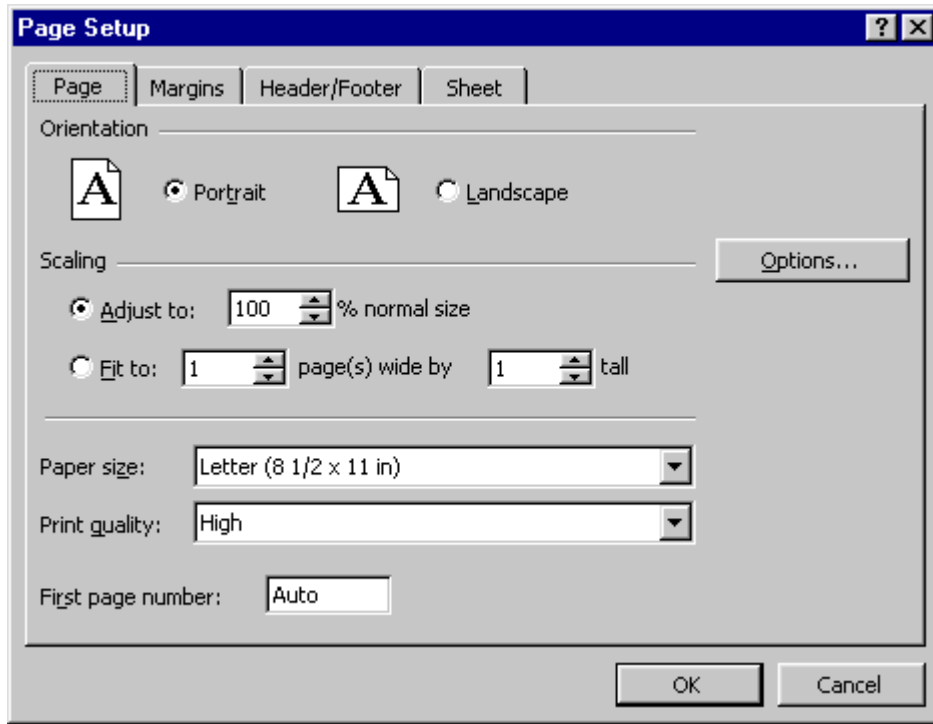 Page Setup
Page Margins Header/Footer Sheet
Orientation
A Portrait A Landscape
Scaling
Options...
Adjust to: 100 % normal size
Fit to: 1 page(s) wide by 1 tall
Paper size: Letter (8 1/2 x 11 in)
Print quality: High
First page number: Auto
OK Cancel